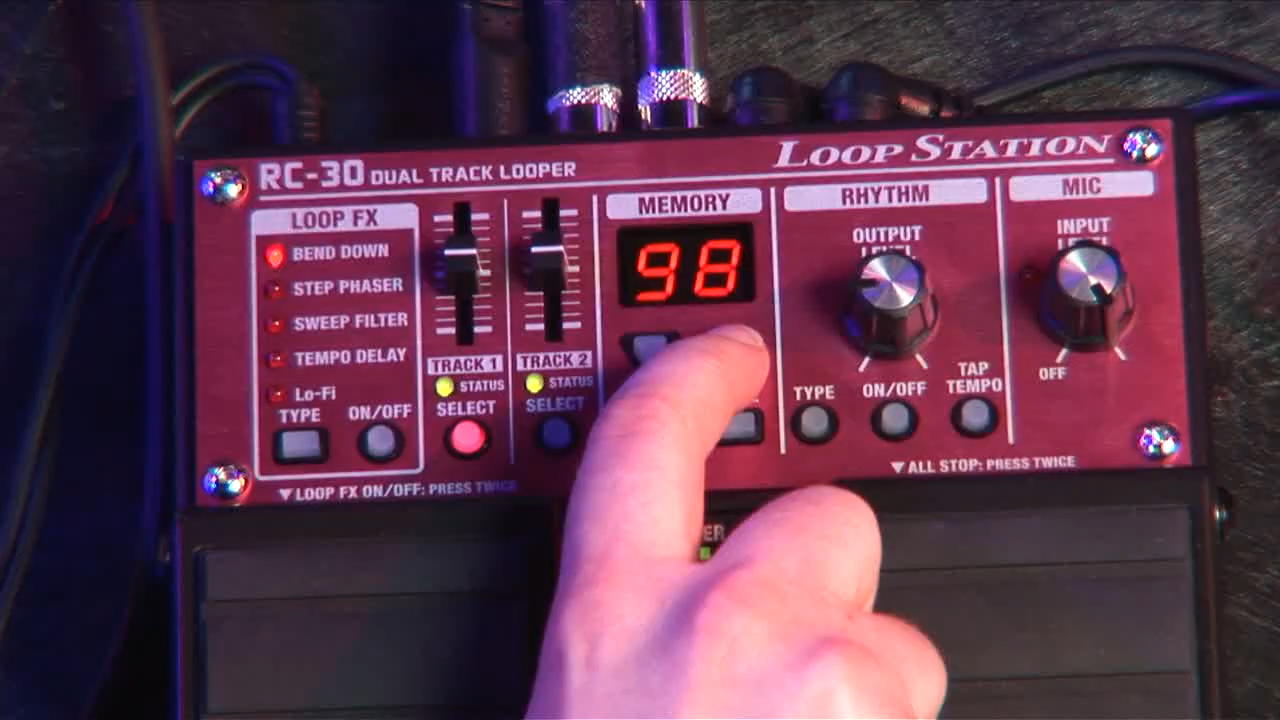 RC-30 DUAL TRACK LOOPER
LOOP STATION
LOOP FX
BEND DOWN
STEP PHASER
SWEEP FILTER
TEMPO DELAY
Lo-Fi
TYPE
ON/OFF
▼LOOP FX ON/OFF: PRESS TWICE
TRACK 1
STATUS
SELECT
TRACK 2
STATUS
SELECT
MEMORY
98
RHYTHM
OUTPUT
LEVEL
TYPE
ON/OFF
TAP
TEMPO
▼ALL STOP: PRESS TWICE
MIC
INPUT
LEVEL
OFF